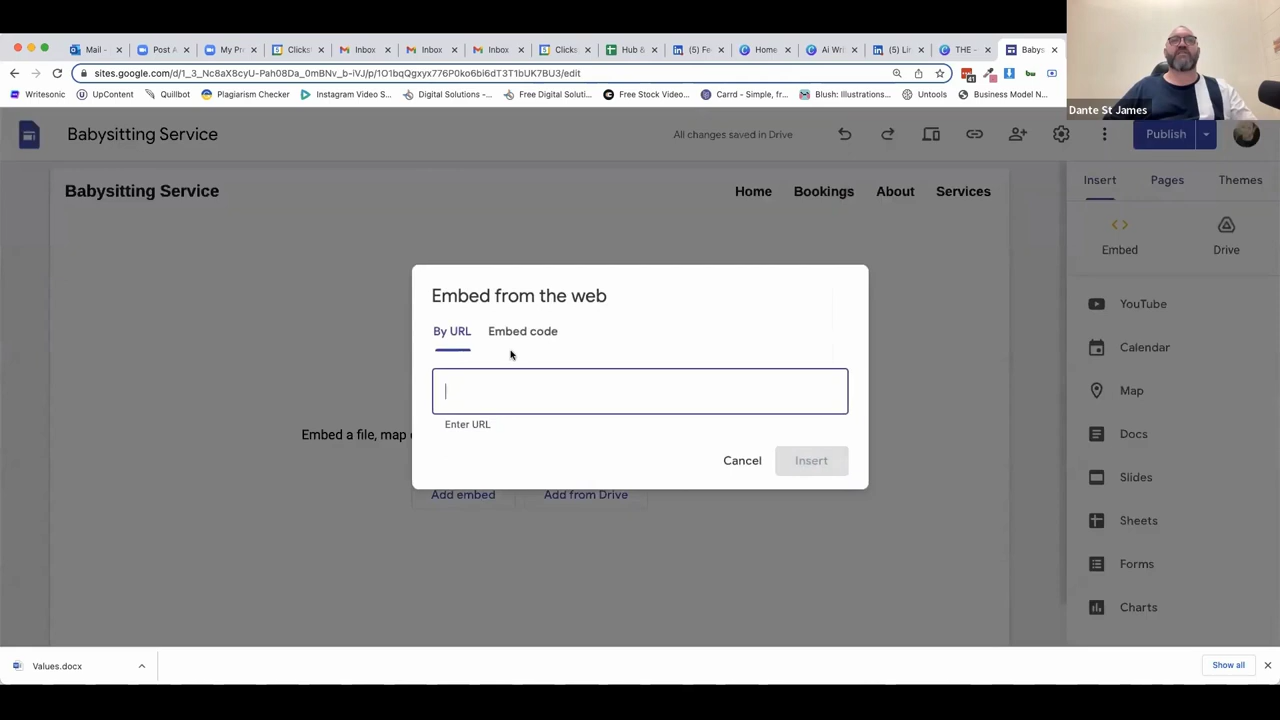 Mail -
Post A
My Pr
Clicks
Inbox
Inbox
Inbox
Clicks
Hub &
(5) Fe
Home
Ai Wri
(5) Li
THE -
Babys
sites.google.com/d/1_3_Nc8aX8cyU-Pah08Da_0mBNv_b-iVJ/p/1O1bqQgxyx776P0ko6bi6dT3T1bUK7BU3/edit
41
Writesonic
UpContent
Quillbot
Plagiarism Checker
Instagram Video S...
Digital Solutions -...
Free Digital Soluti...
Free Stock Video...
Carrd - Simple, fr...
Blush: Illustrations...
Untools
Business Model N...
Dante St James
Babysitting Service
All changes saved in Drive
Publish
Babysitting Service
Home
Bookings
About
Services
Insert
Pages
Themes
Embed
Drive
Embed from the web
By URL
Embed code
Enter URL
Cancel
Insert
Embed a file, map
Add embed
Add from Drive
YouTube
Calendar
Map
Docs
Slides
Sheets
Forms
Charts
Values.docx
Show all